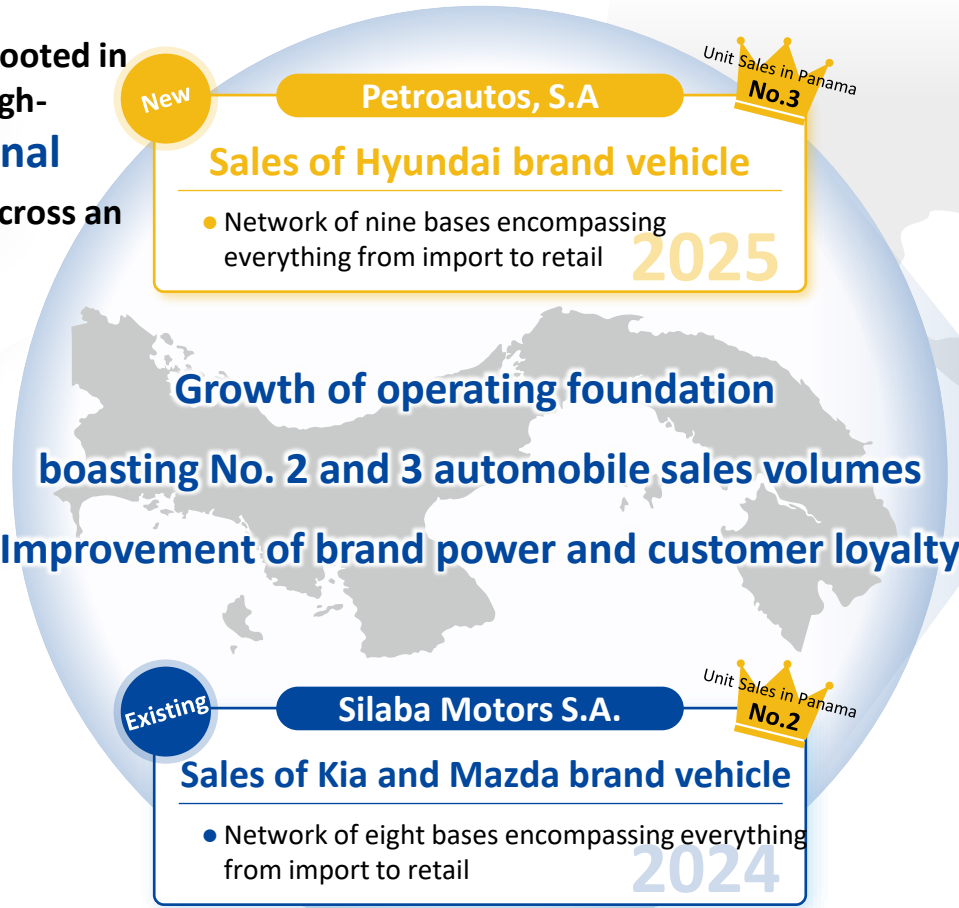 ooted in
gh-
nal
cross an
New
Petroautos, S.A
Unit Sales in Panama
No.3
Sales of Hyundai brand vehicle
● Network of nine bases encompassing
everything from import to retail
2025
Growth of operating foundation
boasting No. 2 and 3 automobile sales volumes
Improvement of brand power and customer loyalty
Existing
Silaba Motors S.A.
Unit Sales in Panama
No.2
Sales of Kia and Mazda brand vehicle
● Network of eight bases encompassing everything
from import to retail
2024